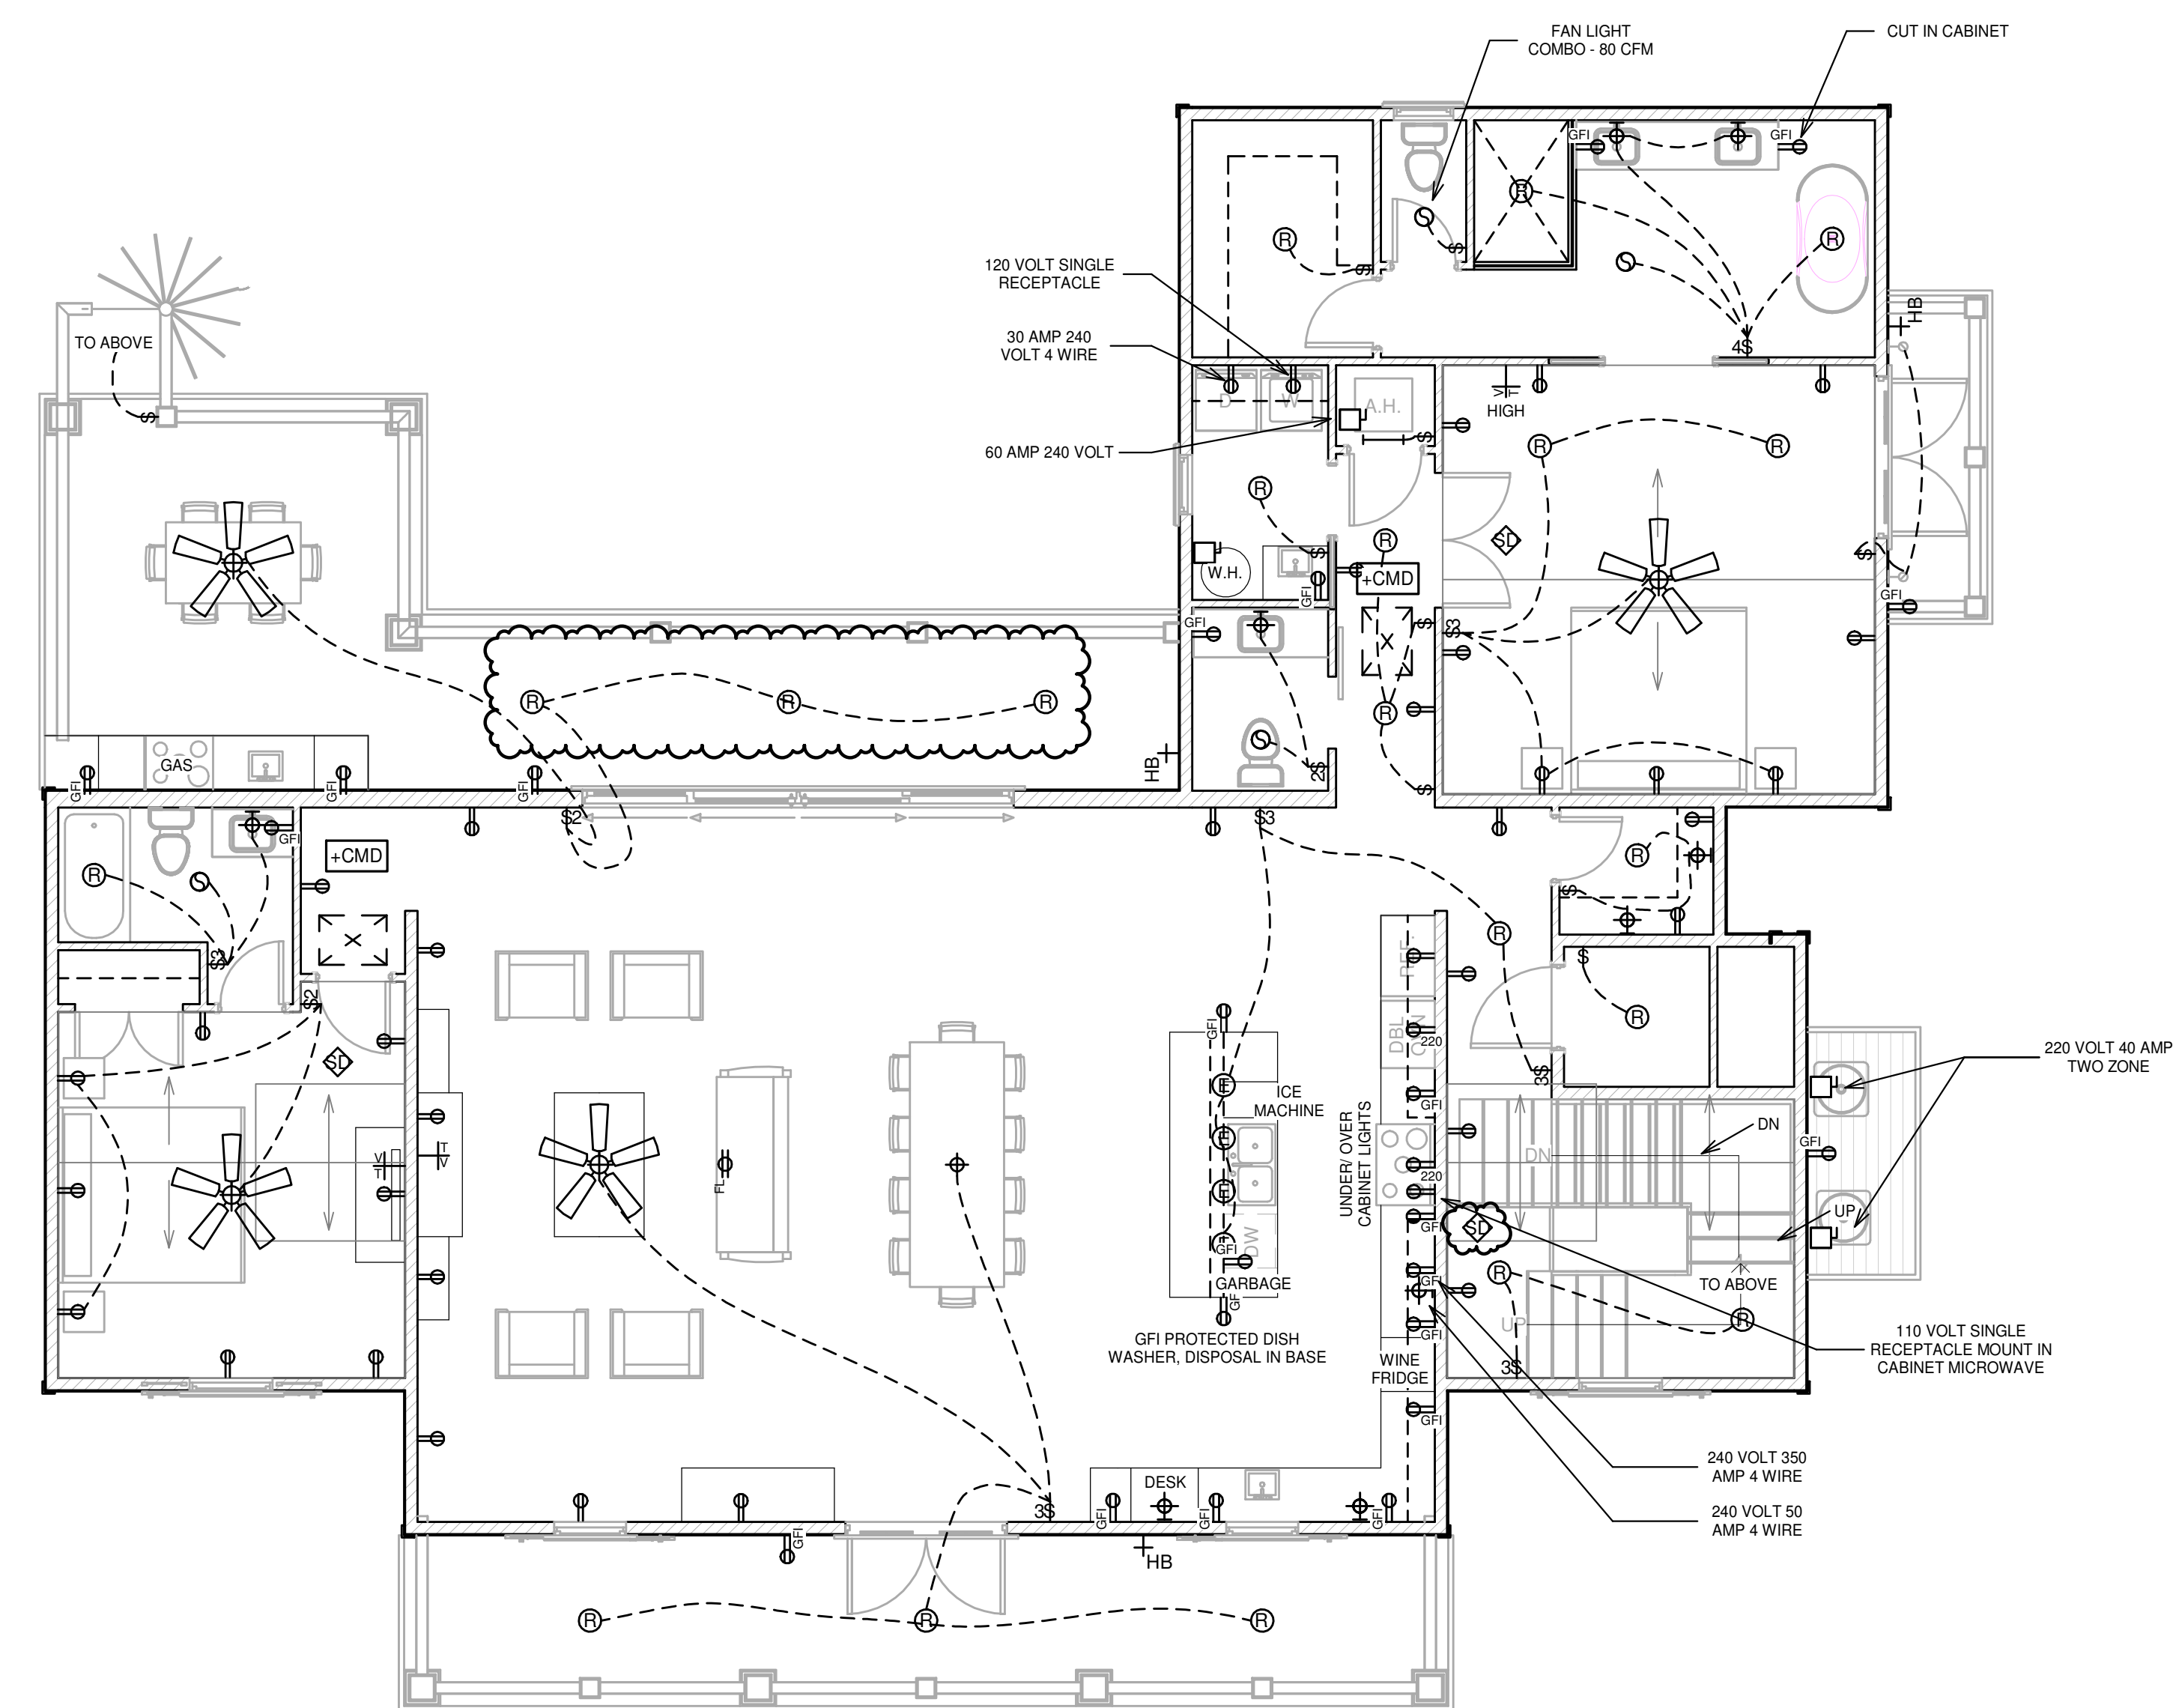 FAN LIGHT
COMBO - 80 CFM
CUT IN CABINET
GFI
GFI
R
R
R
S
120 VOLT SINGLE
RECEPTACLE
30 AMP 240
VOLT 4 WIRE
60 AMP 240 VOLT
$
$
4$
HB
TO ABOVE
$
D
W
A.H.
$
V
T
HIGH
R
R
R
R
SD
$
$
W.H.
GFI
+CMD
GFI
GFI
$
$3
R
R
R
R
S
2$
$
HB
GAS
GFI
GFI
GFI
$2
$3
GFI
R
S
+CMD
$3
R
$
R
$
R
3$
$2
SD
REF.
DBL
OVEN
220
GFI
GFI
E
E
E
E
ICE
MACHINE
UNDER/ OVER
CABINET LIGHTS
220
GFI
GFI
GFI
GFI
DW
GFI
GARBAGE
GFI
GFI PROTECTED DISH
WASHER, DISPOSAL IN BASE
WINE
FRIDGE
V
T
T
V
FL
DN
DN
UP
UP
TO ABOVE
SD
R
R
3$
GFI
220 VOLT 40 AMP
TWO ZONE
110 VOLT SINGLE
RECEPTACLE MOUNT IN
CABINET MICROWAVE
240 VOLT 350
AMP 4 WIRE
240 VOLT 50
AMP 4 WIRE
3$
DESK
GFI
GFI
GFI
GFI
HB
R
R
R